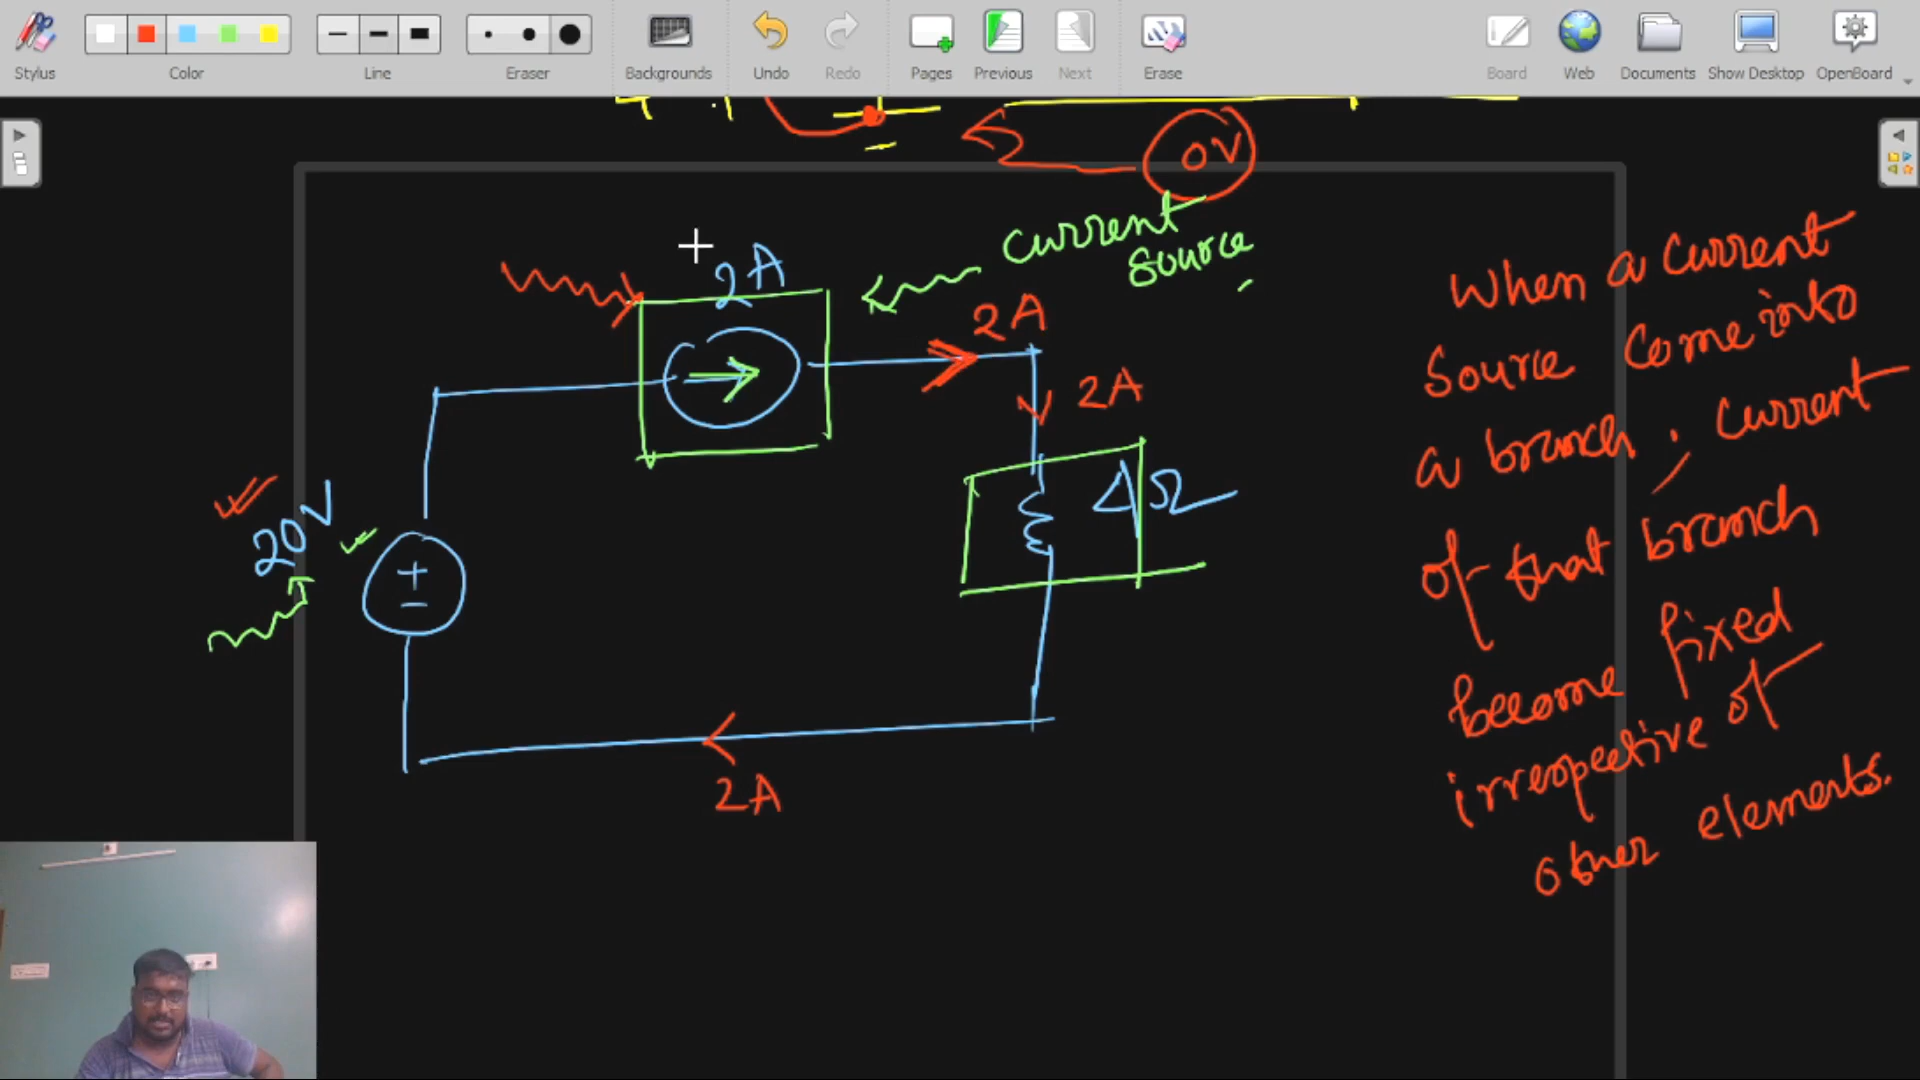 Stylus
Color
Line
Eraser
Backgrounds
Undo
Redo
Pages
Previous
Next
Erase
Board
Web
Documents
Show Desktop
OpenBoard
0V
Current
Source
2A
2A
2A
4Ω
20V
+
−
2A
When a current
Source come into
a branch, current
of that branch
become fixed
irrespective of
other elements.